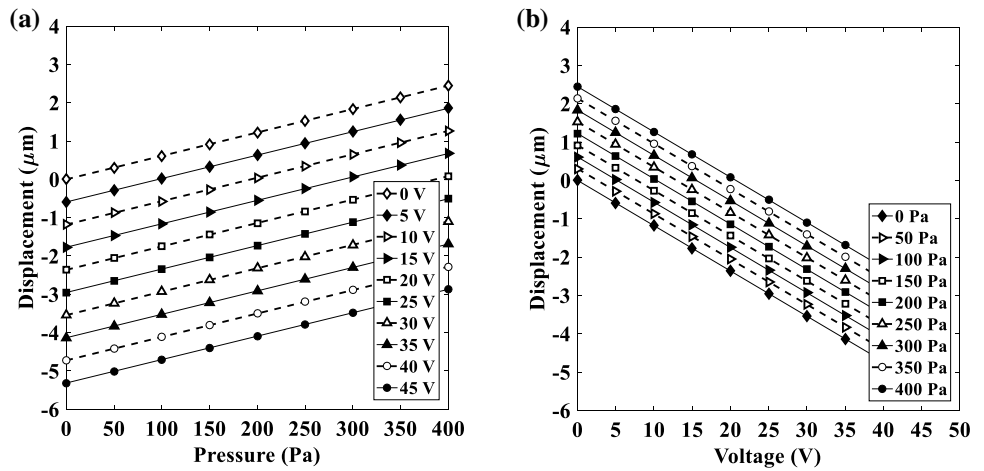 (a)
4
3
2
1
0
-1
-2
-3
-4
-5
-6
Displacement (μm)
0 50 100 150 200 250 300 350 400
Pressure (Pa)
0 V
5 V
10 V
15 V
20 V
25 V
30 V
35 V
40 V
45 V
(b)
4
3
2
1
0
-1
-2
-3
-4
-5
-6
Displacement (μm)
0 5 10 15 20 25 30 35 40 45 50
Voltage (V)
0 Pa
50 Pa
100 Pa
150 Pa
200 Pa
250 Pa
300 Pa
350 Pa
400 Pa